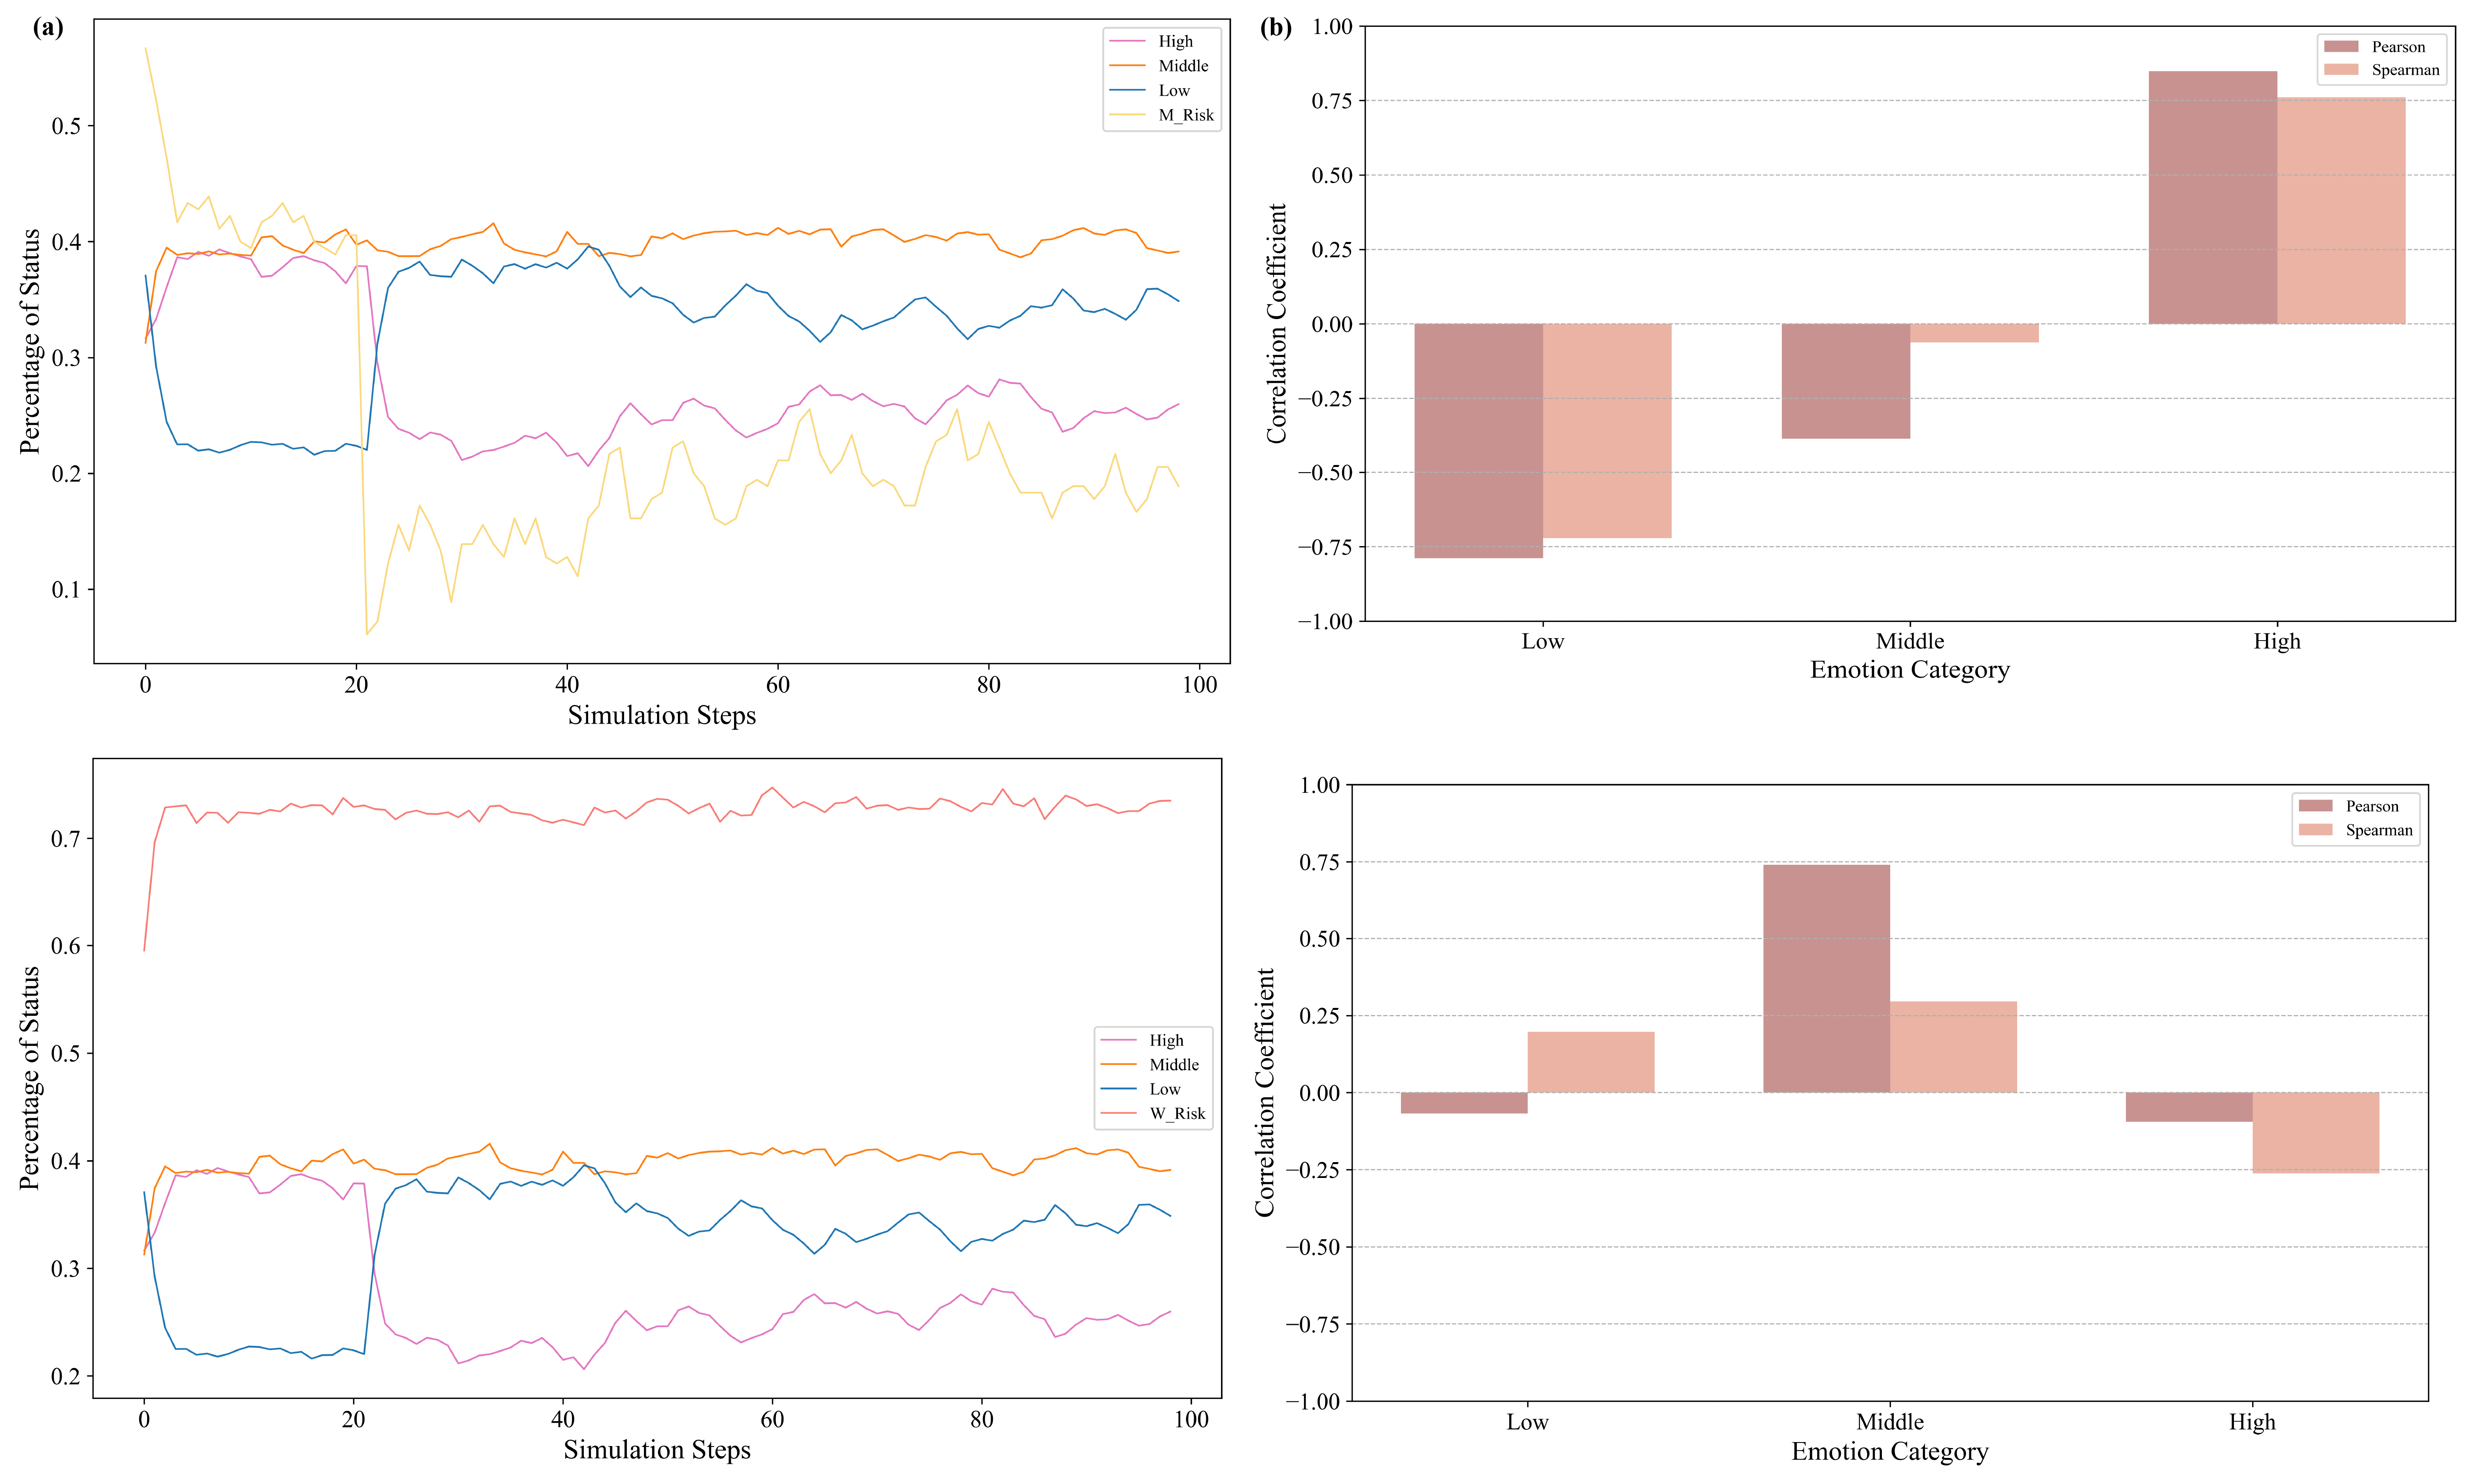 (a)
High
Middle
Low
M_Risk
Percentage of Status
0.5
0.4
0.3
0.2
0.1
0 20 40 60 80 100
Simulation Steps
(b)
Pearson
Spearman
Correlation Coefficient
1.00
0.75
0.50
0.25
0.00
−0.25
−0.50
−0.75
−1.00
Low Middle High
Emotion Category
High
Middle
Low
W_Risk
Percentage of Status
0.7
0.6
0.5
0.4
0.3
0.2
0 20 40 60 80 100
Simulation Steps
Pearson
Spearman
Correlation Coefficient
1.00
0.75
0.50
0.25
0.00
−0.25
−0.50
−0.75
−1.00
Low Middle High
Emotion Category